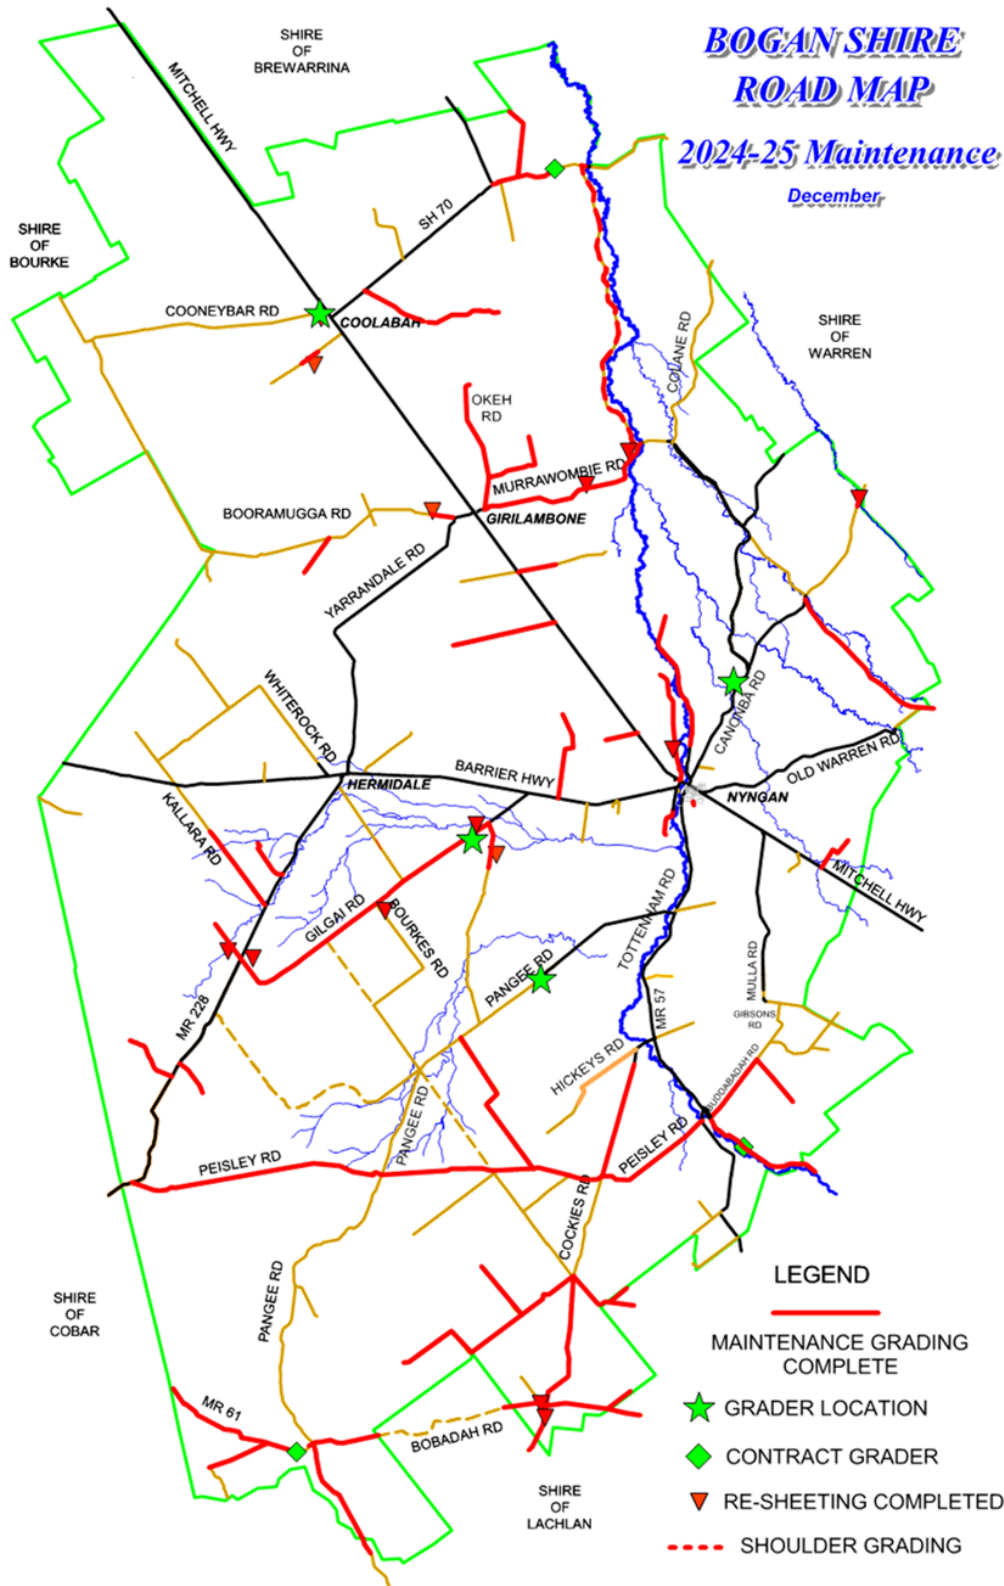 BOGAN SHIRE
ROAD MAP
2024-25 Maintenance
December
SHIRE
OF
BREWARRINA
MITCHELL HWY
SH 70
SHIRE
OF
BOURKE
COONEYBAR RD
COOLABAH
SHIRE
OF
WARREN
COLANE RD
OKEH
RD
MURRAWOMBIE RD
BOORAMUGGA RD
GIRILAMBONE
YARRANDALE RD
WHITEROCK RD
CANONBA RD
OLD WARREN RD
BARRIER HWY
HERMIDALE
NYNGAN
KALLARA RD
MITCHELL HWY
GILGAI RD
BOURKES RD
TOTTENHAM RD
PANGEE RD
MULLA RD
MR 228
MR 57
GIBSONS
RD
HICKEYS RD
BUDDABADAH RD
PANGEE RD
PEISLEY RD
PEISLEY RD
COCKIES RD
PANGEE RD
SHIRE
OF
COBAR
MR 61
BOBADAH RD
SHIRE
OF
LACHLAN
LEGEND
MAINTENANCE GRADING
COMPLETE
GRADER LOCATION
CONTRACT GRADER
RE-SHEETING COMPLETED
SHOULDER GRADING